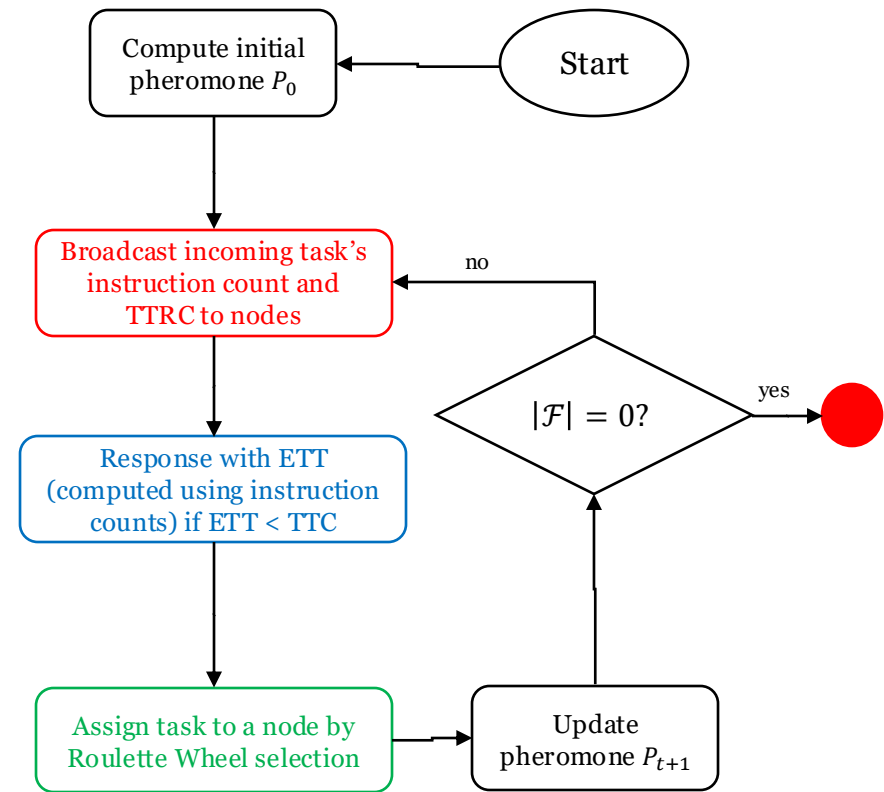 Start
Compute initial
pheromone 𝑃₀
Broadcast incoming task’s
instruction count and
TTRC to nodes
Response with ETT
(computed using instruction
counts) if ETT < TTC
Assign task to a node by
Roulette Wheel selection
Update
pheromone 𝑃ₜ₊₁
|ℱ| = 0?
no
yes